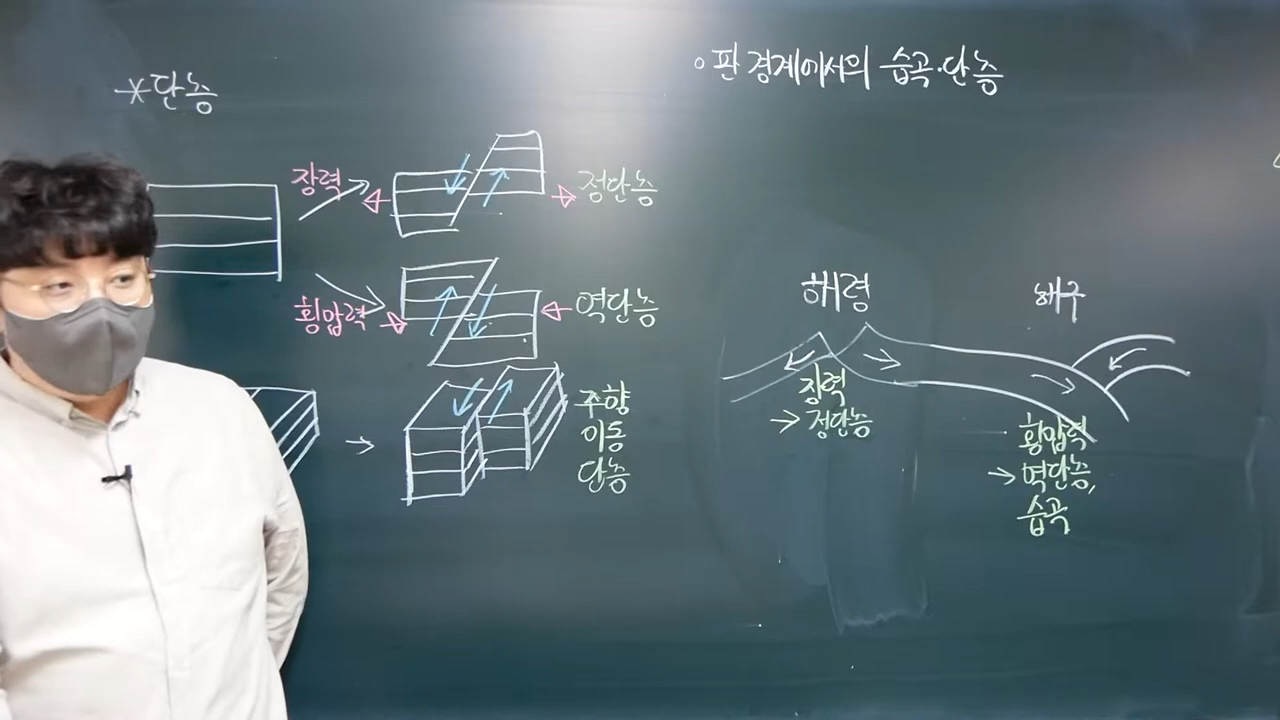 *단층
장력
정단층
횡압력
역단층
주향
이동
단층
○판 경계에서의 습곡·단층
해령
해구
장력
→ 정단층
횡압력
→ 역단층,
습곡